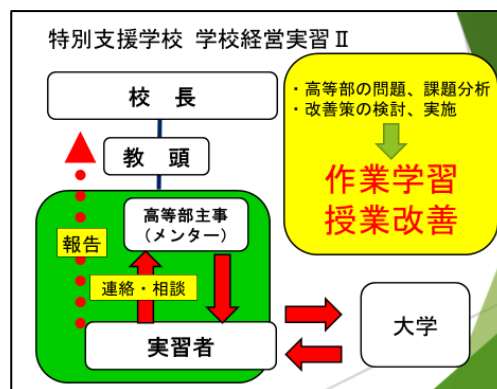 特別支援学校 学校経営実習Ⅱ
校 長
教 頭
高等部主事
(メンター)
報告
連絡・相談
実習者
・高等部の問題、課題分析
・改善策の検討、実施
作業学習
授業改善
大学